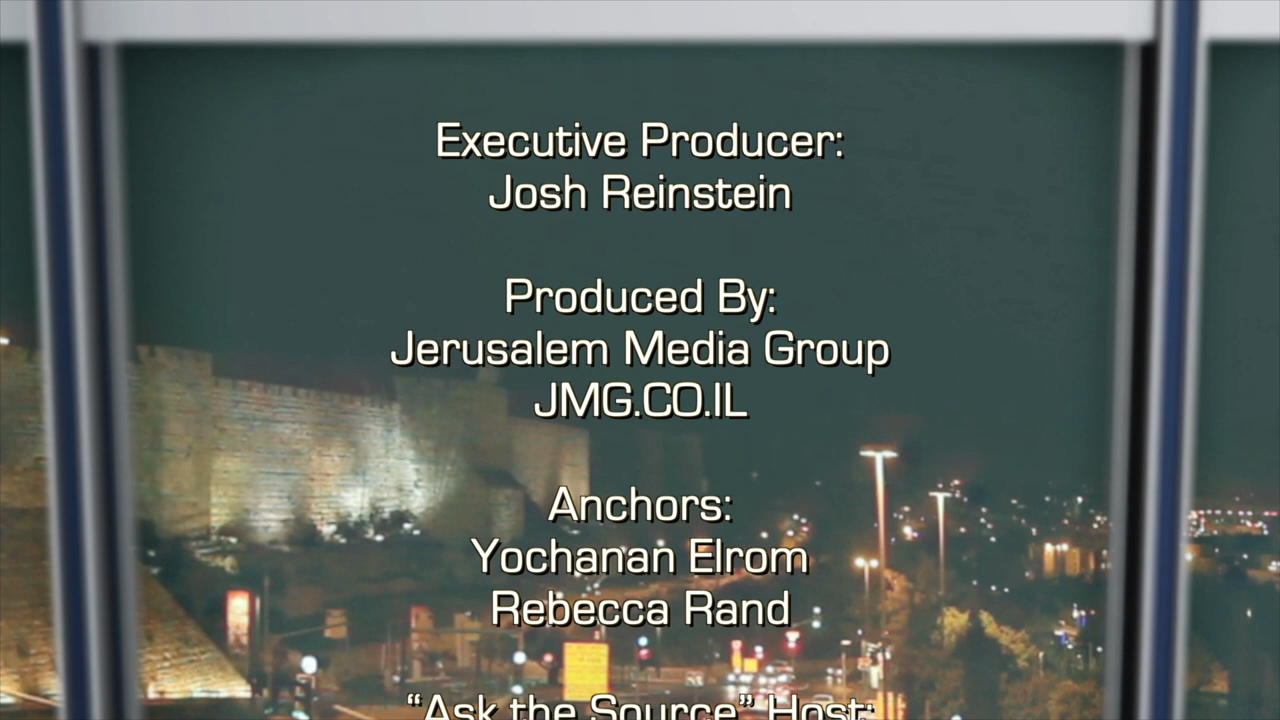 Executive Producer:
Josh Reinstein
Produced By:
Jerusalem Media Group
JMG.CO.IL
Anchors:
Yochanan Elrom
Rebecca Rand
“Ask the Source” Host: